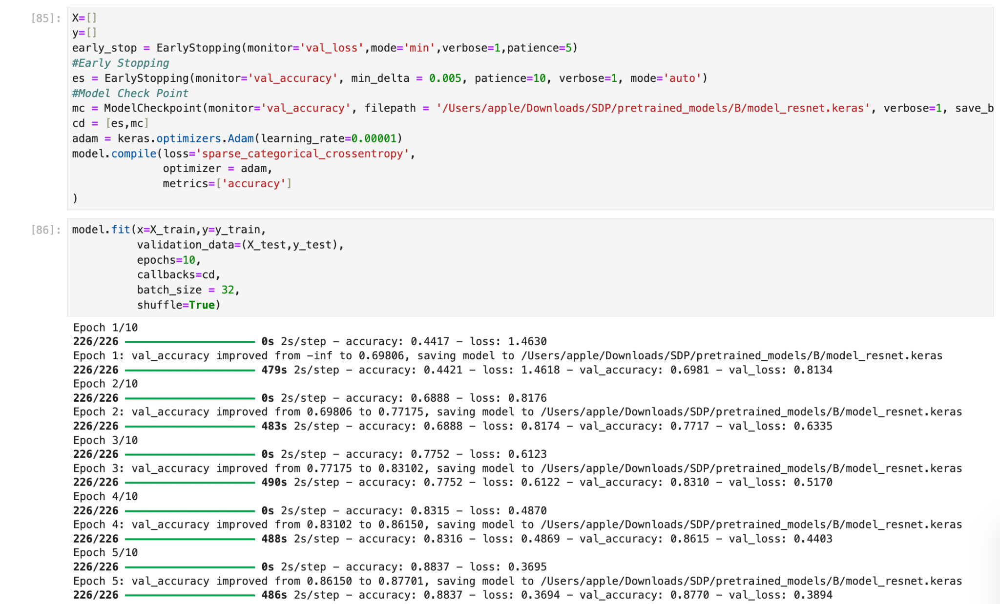 [85]:
X=[]
y=[]
early_stop = EarlyStopping(monitor='val_loss',mode='min',verbose=1,patience=5)
#Early Stopping
es = EarlyStopping(monitor='val_accuracy', min_delta = 0.005, patience=10, verbose=1, mode='auto')
#Model Check Point
mc = ModelCheckpoint(monitor='val_accuracy', filepath = '/Users/apple/Downloads/SDP/pretrained_models/B/model_resnet.keras', verbose=1, save_b
cd = [es,mc]
adam = keras.optimizers.Adam(learning_rate=0.00001)
model.compile(loss='sparse_categorical_crossentropy',
              optimizer = adam,
              metrics=['accuracy']
)
[86]:
model.fit(x=X_train,y=y_train,
          validation_data=(X_test,y_test),
          epochs=10,
          callbacks=cd,
          batch_size = 32,
          shuffle=True)
Epoch 1/10
226/226 0s 2s/step – accuracy: 0.4417 – loss: 1.4630
Epoch 1: val_accuracy improved from –inf to 0.69806, saving model to /Users/apple/Downloads/SDP/pretrained_models/B/model_resnet.keras
226/226 479s 2s/step – accuracy: 0.4421 – loss: 1.4618 – val_accuracy: 0.6981 – val_loss: 0.8134
Epoch 2/10
226/226 0s 2s/step – accuracy: 0.6888 – loss: 0.8176
Epoch 2: val_accuracy improved from 0.69806 to 0.77175, saving model to /Users/apple/Downloads/SDP/pretrained_models/B/model_resnet.keras
226/226 483s 2s/step – accuracy: 0.6888 – loss: 0.8174 – val_accuracy: 0.7717 – val_loss: 0.6335
Epoch 3/10
226/226 0s 2s/step – accuracy: 0.7752 – loss: 0.6123
Epoch 3: val_accuracy improved from 0.77175 to 0.83102, saving model to /Users/apple/Downloads/SDP/pretrained_models/B/model_resnet.keras
226/226 490s 2s/step – accuracy: 0.7752 – loss: 0.6122 – val_accuracy: 0.8310 – val_loss: 0.5170
Epoch 4/10
226/226 0s 2s/step – accuracy: 0.8315 – loss: 0.4870
Epoch 4: val_accuracy improved from 0.83102 to 0.86150, saving model to /Users/apple/Downloads/SDP/pretrained_models/B/model_resnet.keras
226/226 488s 2s/step – accuracy: 0.8316 – loss: 0.4869 – val_accuracy: 0.8615 – val_loss: 0.4403
Epoch 5/10
226/226 0s 2s/step – accuracy: 0.8837 – loss: 0.3695
Epoch 5: val_accuracy improved from 0.86150 to 0.87701, saving model to /Users/apple/Downloads/SDP/pretrained_models/B/model_resnet.keras
226/226 486s 2s/step – accuracy: 0.8837 – loss: 0.3694 – val_accuracy: 0.8770 – val_loss: 0.3894